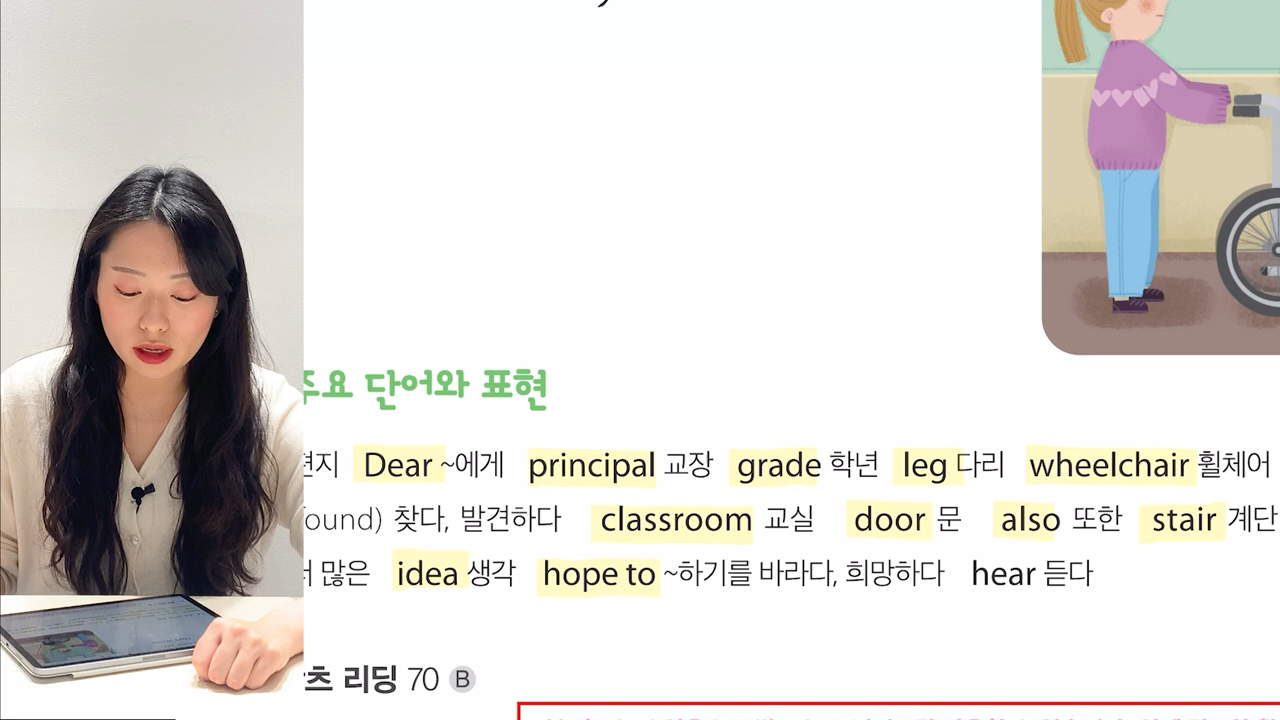 주요 단어와 표현
편지 Dear ~에게 principal 교장 grade 학년 leg 다리 wheelchair 휠체어
found) 찾다, 발견하다 classroom 교실 door 문 also 또한 stair 계단
많은 idea 생각 hope to ~하기를 바라다, 희망하다 hear 듣다
츠 리딩 70 B